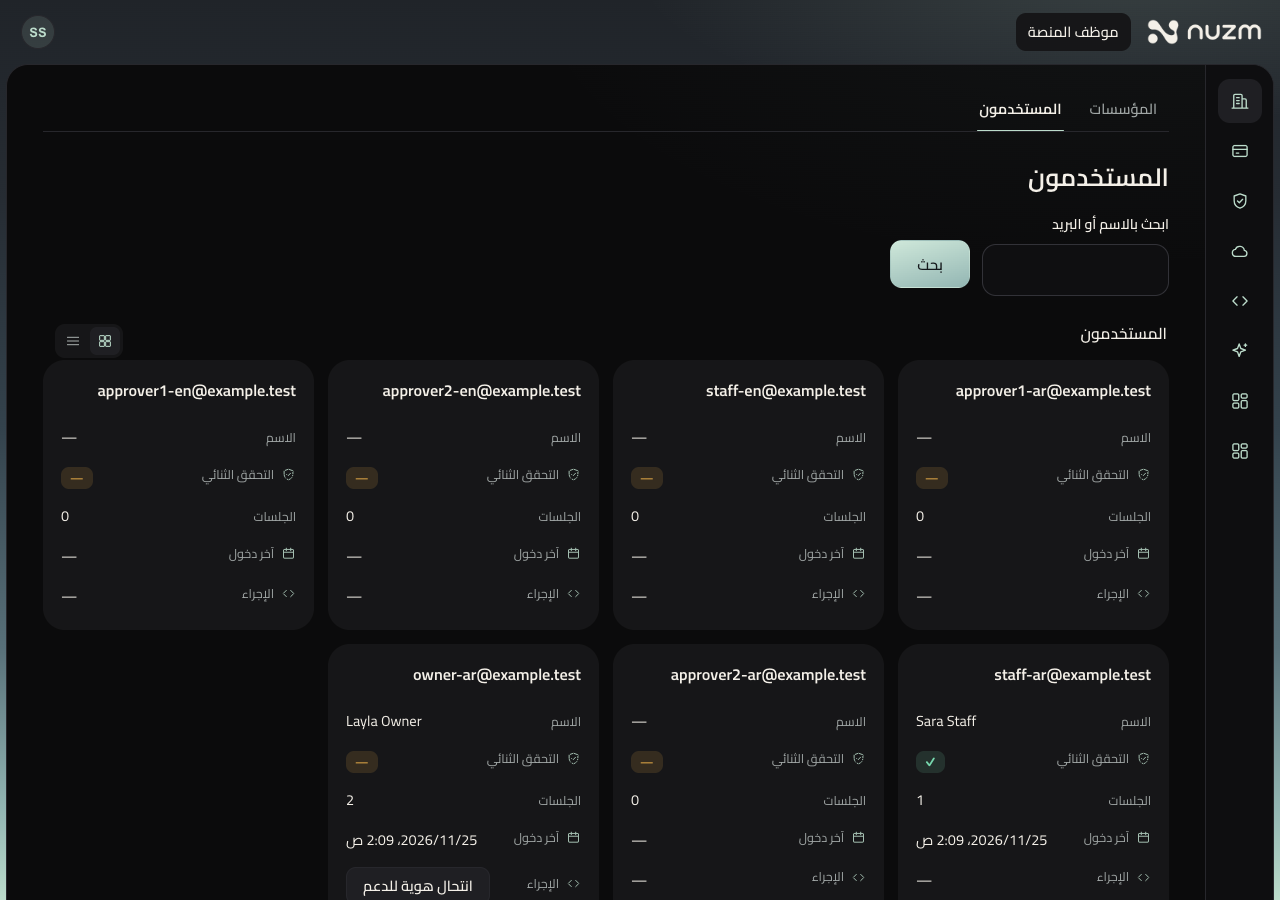 nuzm
موظف المنصة
SS
المؤسسات
المستخدمون
المستخدمون
ابحث بالاسم أو البريد
بحث
المستخدمون
approver1-ar@example.test
الاسم —
التحقق الثنائي —
الجلسات 0
آخر دخول —
الإجراء —
staff-en@example.test
الاسم —
التحقق الثنائي —
الجلسات 0
آخر دخول —
الإجراء —
approver2-en@example.test
الاسم —
التحقق الثنائي —
الجلسات 0
آخر دخول —
الإجراء —
approver1-en@example.test
الاسم —
التحقق الثنائي —
الجلسات 0
آخر دخول —
الإجراء —
staff-ar@example.test
الاسم Sara Staff
التحقق الثنائي ✓
الجلسات 1
آخر دخول 2026/11/25، 2:09 ص
الإجراء —
approver2-ar@example.test
الاسم —
التحقق الثنائي —
الجلسات 0
آخر دخول —
الإجراء —
owner-ar@example.test
الاسم Layla Owner
التحقق الثنائي —
الجلسات 2
آخر دخول 2026/11/25، 2:09 ص
الإجراء انتحال هوية للدعم